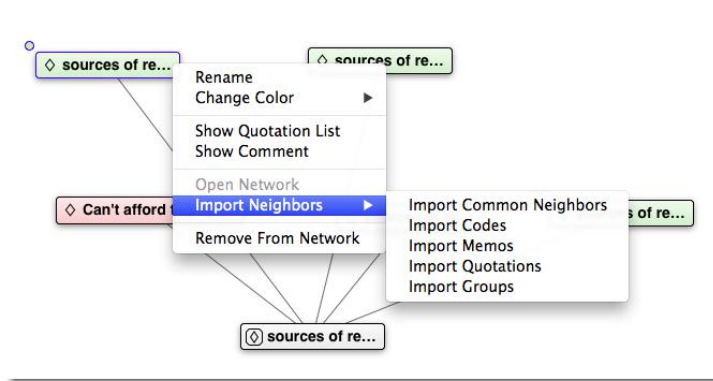 sources of re...
sources of re...
Rename
Change Color
Show Quotation List
Show Comment
Open Network
Import Neighbors
Import Common Neighbors
Import Codes
Import Memos
Import Quotations
Import Groups
Can't afford
s of re...
Remove From Network
sources of re...